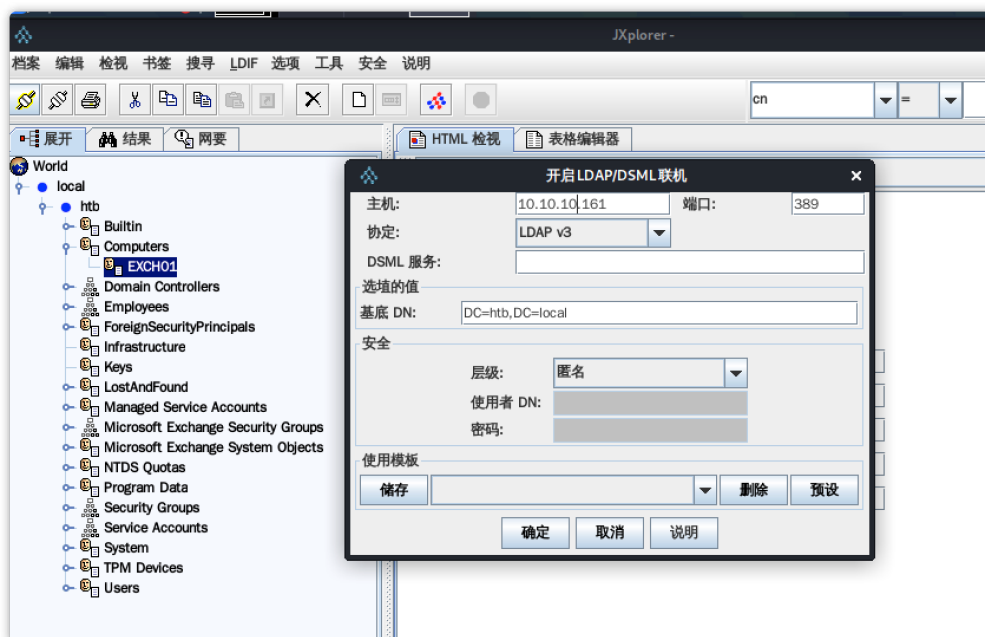 JXplorer -
档案 编辑 检视 书签 搜寻 LDIF 选项 工具 安全 说明
cn =
展开 结果 网要
HTML 检视 表格编辑器
World
local
htb
Builtin
Computers
EXCH01
Domain Controllers
Employees
ForeignSecurityPrincipals
Infrastructure
Keys
LostAndFound
Managed Service Accounts
Microsoft Exchange Security Groups
Microsoft Exchange System Objects
NTDS Quotas
Program Data
Security Groups
Service Accounts
System
TPM Devices
Users
开启LDAP/DSML联机
主机: 10.10.10.161 端口: 389
协定: LDAP v3
DSML 服务:
选填的值
基底 DN: DC=htb,DC=local
安全
层级: 匿名
使用者 DN:
密码:
使用模板
储存 删除 预设
确定 取消 说明